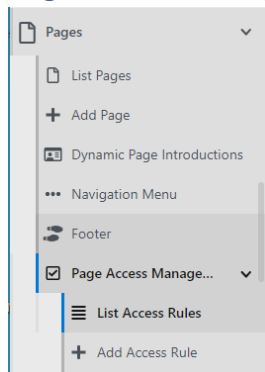 Pages
List Pages
Add Page
Dynamic Page Introductions
Navigation Menu
Footer
Page Access Manage...
List Access Rules
Add Access Rule